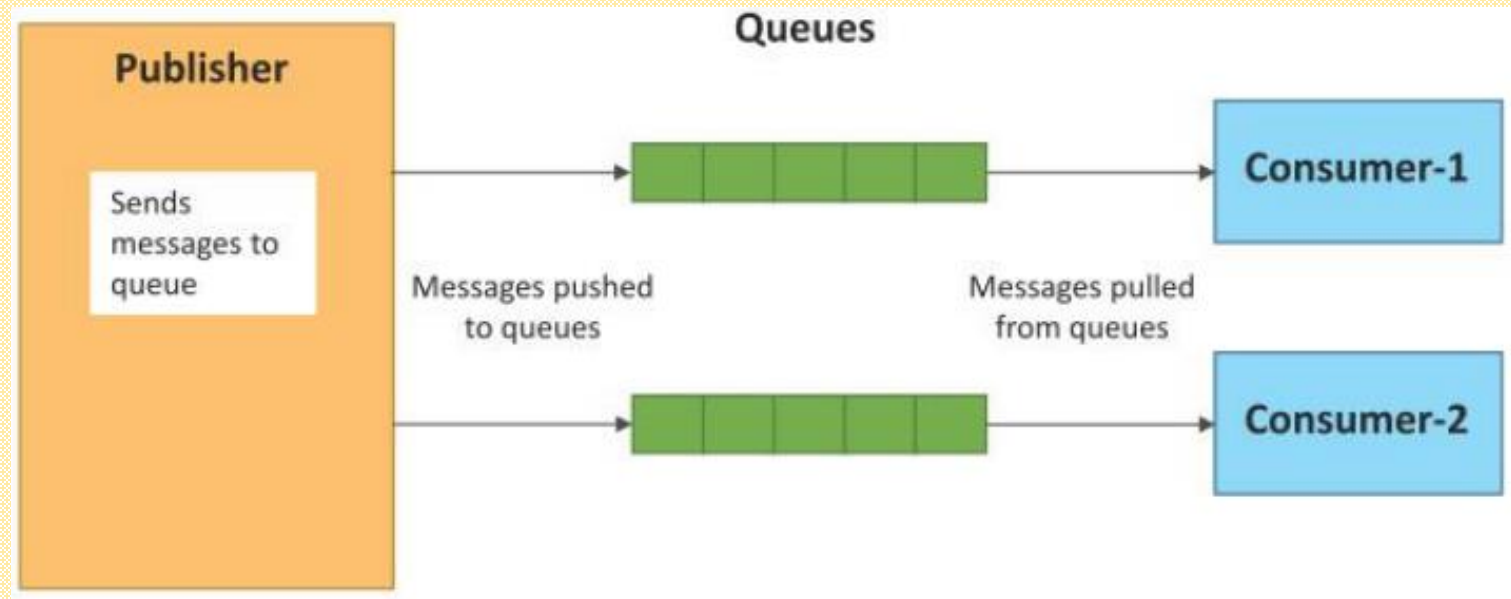 Queues
Publisher
Sends
messages to
queue
Messages pushed
to queues
Messages pulled
from queues
Consumer-1
Consumer-2